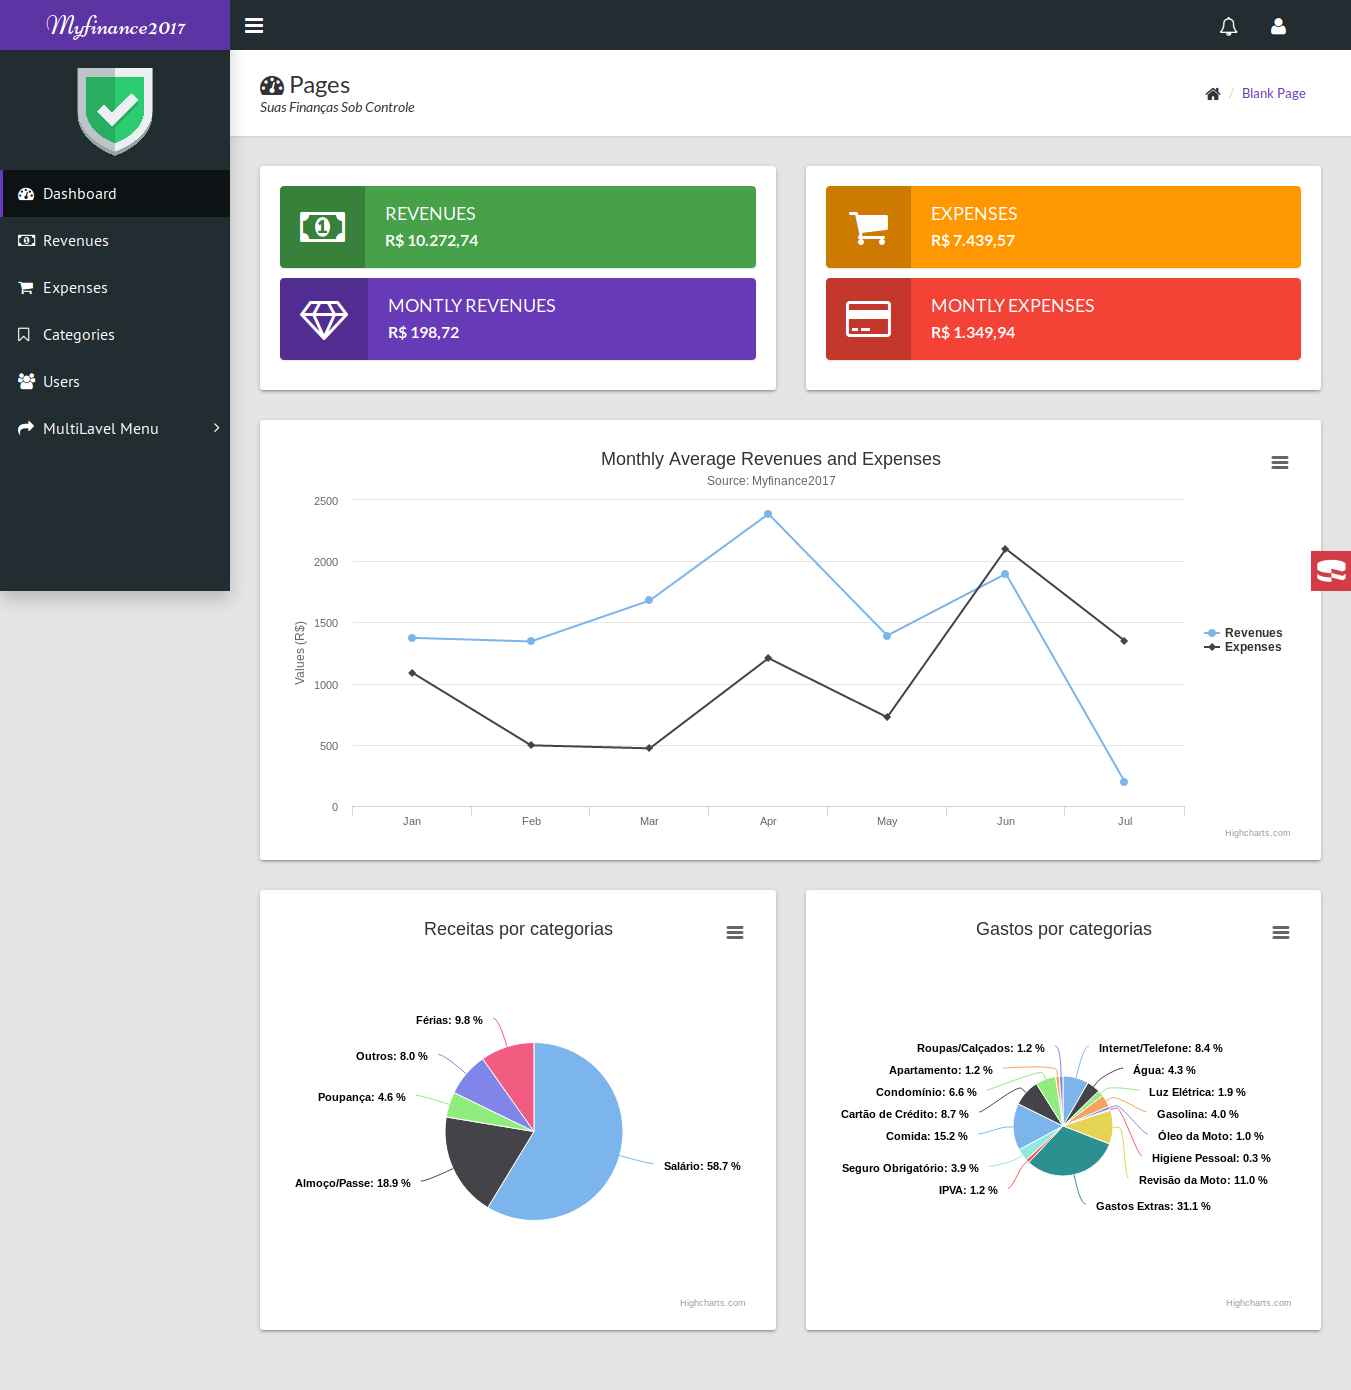 Myfinance2017
Dashboard
Revenues
Expenses
Categories
Users
MultiLavel Menu
Pages
Suas Finanças Sob Controle
/ Blank Page
REVENUES
R$ 10.272,74
MONTLY REVENUES
R$ 198,72
EXPENSES
R$ 7.439,57
MONTLY EXPENSES
R$ 1.349,94
Monthly Average Revenues and Expenses
Source: Myfinance2017
Values (R$)
2500
2000
1500
1000
500
0
Jan Feb Mar Apr May Jun Jul
Revenues
Expenses
Highcharts.com
Receitas por categorias
Férias: 9.8 %
Outros: 8.0 %
Poupança: 4.6 %
Almoço/Passe: 18.9 %
Salário: 58.7 %
Highcharts.com
Gastos por categorias
Roupas/Calçados: 1.2 %
Apartamento: 1.2 %
Condomínio: 6.6 %
Cartão de Crédito: 8.7 %
Comida: 15.2 %
Seguro Obrigatório: 3.9 %
IPVA: 1.2 %
Internet/Telefone: 8.4 %
Água: 4.3 %
Luz Elétrica: 1.9 %
Gasolina: 4.0 %
Óleo da Moto: 1.0 %
Higiene Pessoal: 0.3 %
Revisão da Moto: 11.0 %
Gastos Extras: 31.1 %
Highcharts.com